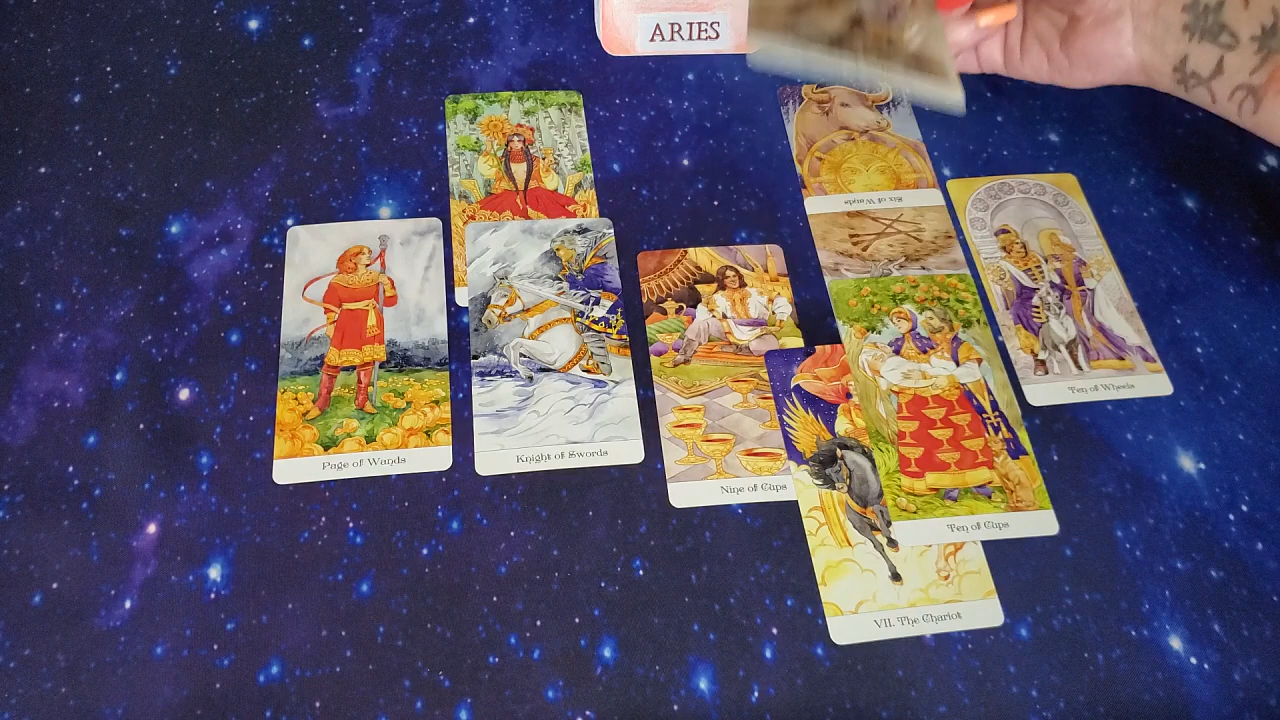 ARIES
Six of Wands
Ten of Wheels
Page of Wands
Knight of Swords
Nine of Cups
Ten of Cups
VII. The Chariot